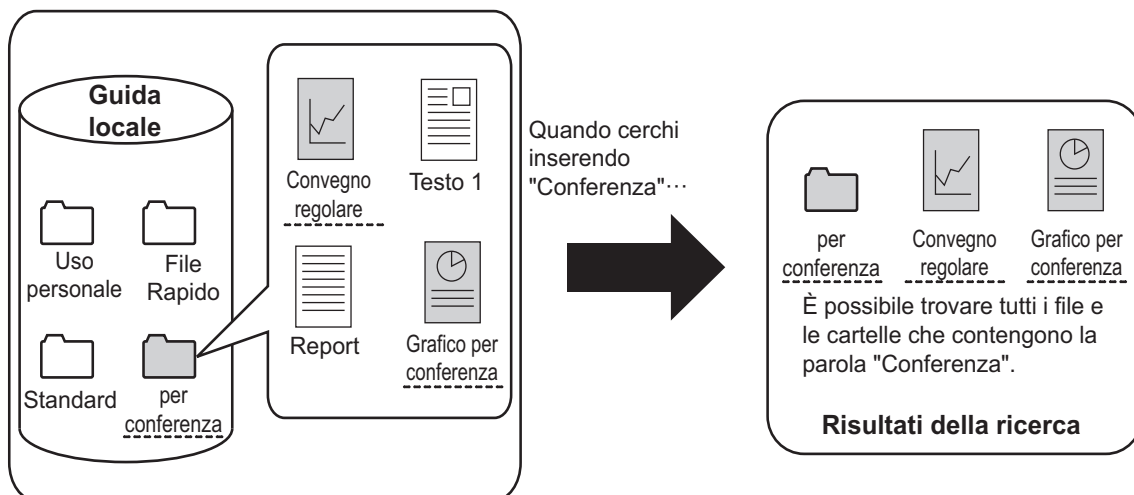 Guida
locale
Uso
personale
File
Rapido
Standard
per
conferenza
Convegno
regolare
Testo 1
Report
Grafico per
conferenza
Quando cerchi
inserendo
"Conferenza"···
per
conferenza
Convegno
regolare
Grafico per
conferenza
È possibile trovare tutti i file e
le cartelle che contengono la
parola "Conferenza".
Risultati della ricerca